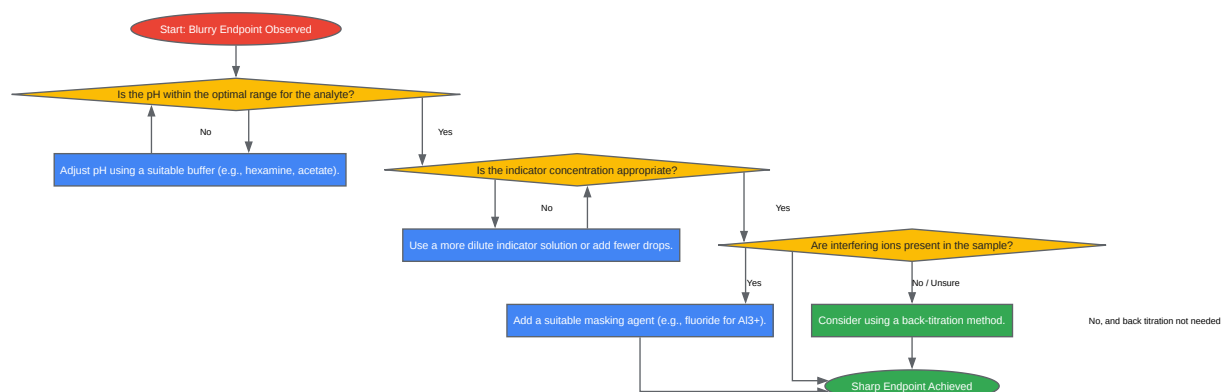 Start: Blurry Endpoint Observed
Is the pH within the optimal range for the analyte?
No
Yes
Adjust pH using a suitable buffer (e.g., hexamine, acetate).
Is the indicator concentration appropriate?
No
Yes
Use a more dilute indicator solution or add fewer drops.
Are interfering ions present in the sample?
Yes
No / Unsure
Add a suitable masking agent (e.g., fluoride for Al3+).
Consider using a back-titration method.
No, and back titration not needed
Sharp Endpoint Achieved